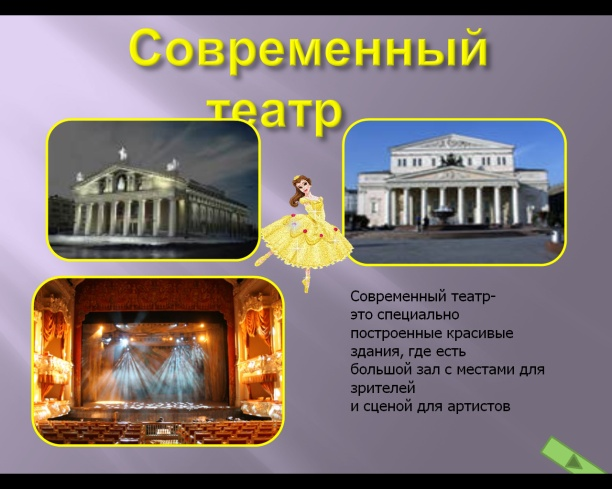 Современный
театр
Современный театр-
это специально
построенные красивые
здания, где есть
большой зал с местами для
зрителей
и сценой для артистов